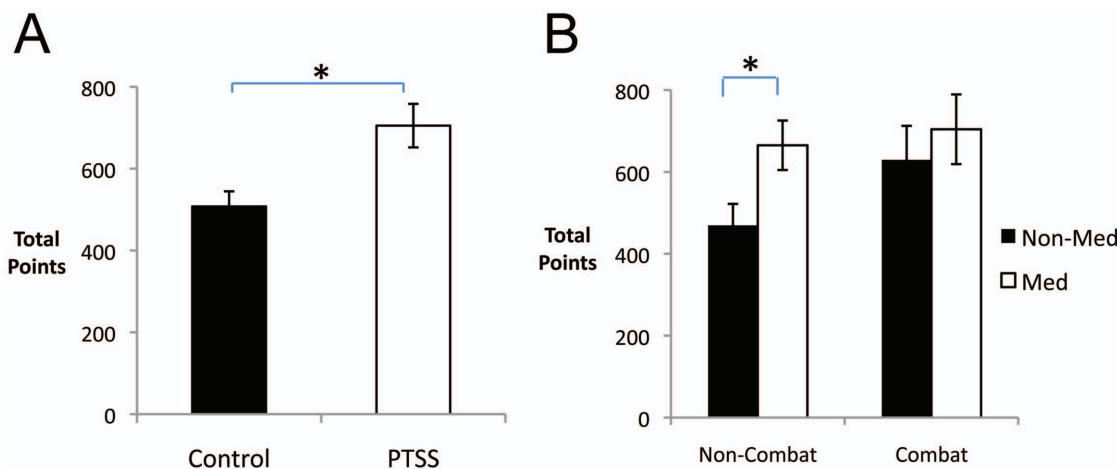 A
*
800
600
400
200
0
Total
Points
Control
PTSS
B
*
800
600
400
200
0
Total
Points
Non-Combat
Combat
Non-Med
Med